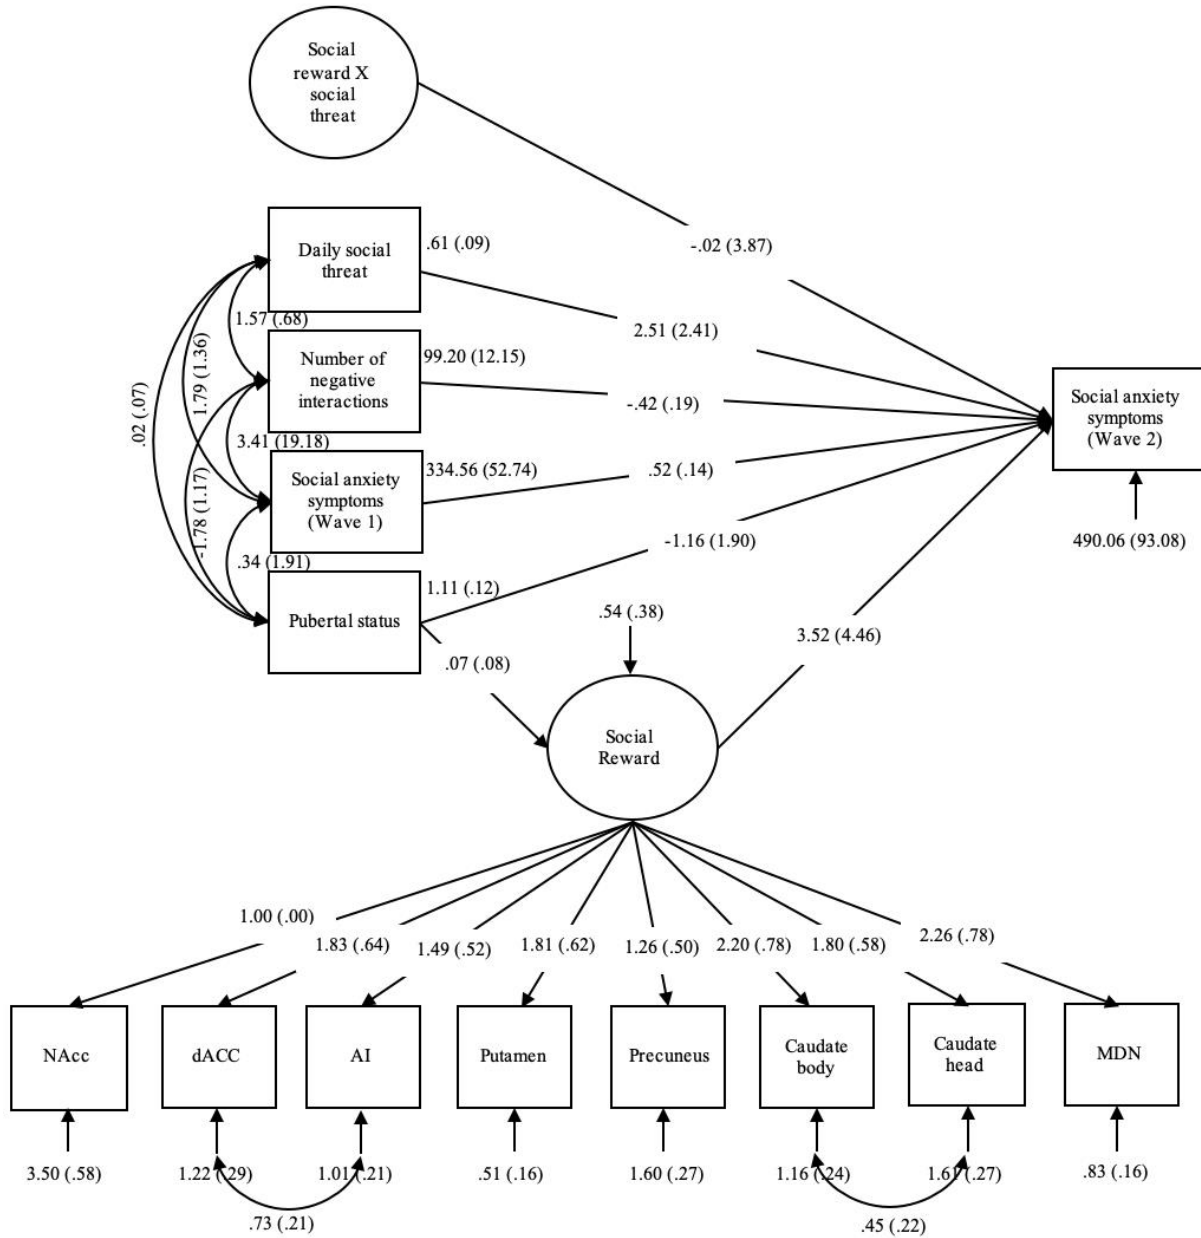 Social
reward X
social
threat
-.02 (3.87)
Daily social
threat
.61 (.09)
2.51 (2.41)
1.57 (.68)
Number of
negative
interactions
99.20 (12.15)
-.42 (.19)
1.79 (1.36)
.02 (.07)
3.41 (19.18)
Social anxiety
symptoms
(Wave 1)
334.56 (52.74)
.52 (.14)
-1.78 (1.17)
.34 (1.91)
Pubertal status
1.11 (.12)
-1.16 (1.90)
.07 (.08)
Social anxiety
symptoms
(Wave 2)
490.06 (93.08)
.54 (.38)
3.52 (4.46)
Social
Reward
1.00 (.00)
1.83 (.64)
1.49 (.52)
1.81 (.62)
1.26 (.50)
2.20 (.78)
1.80 (.58)
2.26 (.78)
NAcc
dACC
AI
Putamen
Precuneus
Caudate
body
Caudate
head
MDN
3.50 (.58)
1.22 (.29)
1.01 (.21)
.51 (.16)
1.60 (.27)
1.16 (.24)
1.61 (.27)
.83 (.16)
.73 (.21)
.45 (.22)